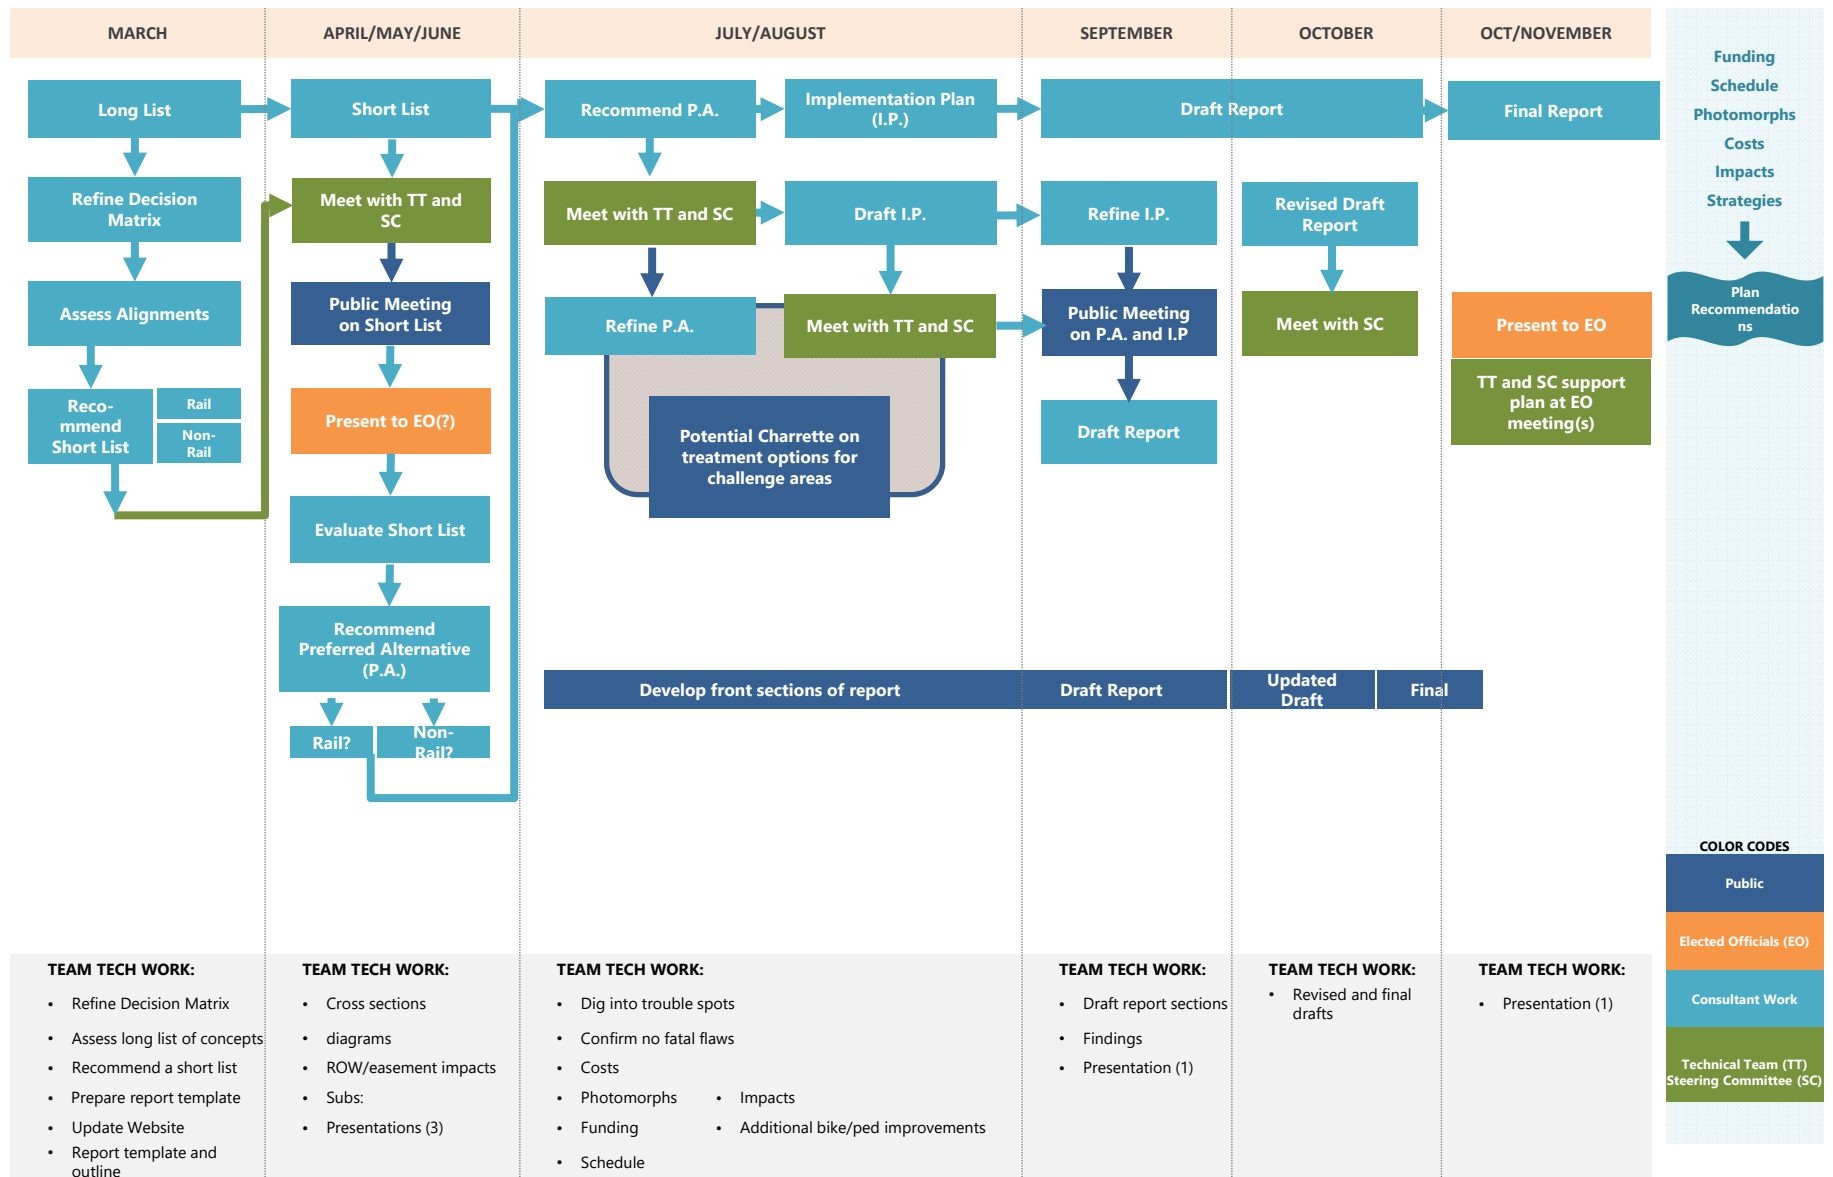 MARCH
APRIL/MAY/JUNE
JULY/AUGUST
SEPTEMBER
OCTOBER
OCT/NOVEMBER
Long List
Refine Decision
Matrix
Assess Alignments
Reco-
mmend
Short List
Rail
Non-
Rail
Short List
Meet with TT and
SC
Public Meeting
on Short List
Present to EO(?)
Evaluate Short List
Recommend
Preferred Alternative
(P.A.)
Rail?
Non-
Rail?
Recommend P.A.
Implementation Plan
(I.P.)
Meet with TT and SC
Draft I.P.
Refine P.A.
Meet with TT and SC
Potential Charrette on
treatment options for
challenge areas
Draft Report
Refine I.P.
Public Meeting
on P.A. and I.P
Draft Report
Revised Draft
Report
Meet with SC
Final Report
Present to EO
TT and SC support
plan at EO
meeting(s)
Develop front sections of report
Draft Report
Updated
Draft
Final
Funding
Schedule
Photomorphs
Costs
Impacts
Strategies
Plan
Recommendatio
ns
COLOR CODES
Public
Elected Officials (EO)
Consultant Work
Technical Team (TT)
Steering Committee (SC)
TEAM TECH WORK:
• Refine Decision Matrix
• Assess long list of concepts
• Recommend a short list
• Prepare report template
• Update Website
• Report template and
outline
TEAM TECH WORK:
• Cross sections
• diagrams
• ROW/easement impacts
• Subs:
• Presentations (3)
TEAM TECH WORK:
• Dig into trouble spots
• Confirm no fatal flaws
• Costs
• Photomorphs
• Funding
• Schedule
• Impacts
• Additional bike/ped improvements
TEAM TECH WORK:
• Draft report sections
• Findings
• Presentation (1)
TEAM TECH WORK:
• Revised and final
drafts
TEAM TECH WORK:
• Presentation (1)